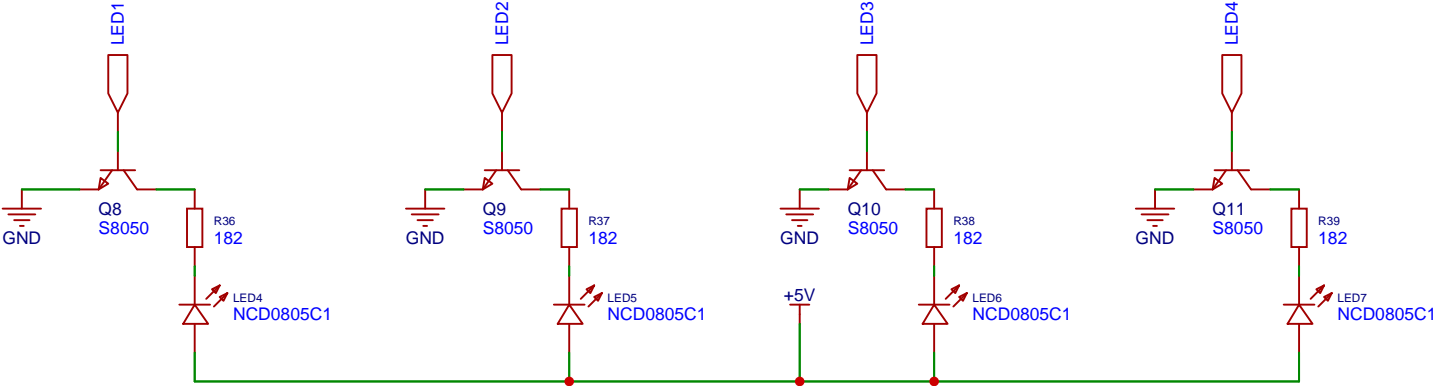 LED1
LED2
LED3
LED4
Q8
S8050
GND
R36
182
LED4
NCD0805C1
Q9
S8050
GND
R37
182
LED5
NCD0805C1
+5V
Q10
S8050
GND
R38
182
LED6
NCD0805C1
Q11
S8050
GND
R39
182
LED7
NCD0805C1